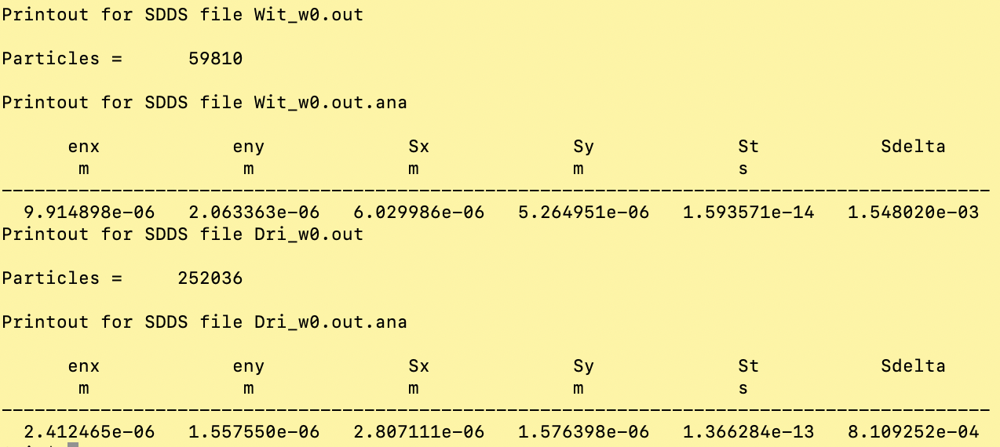 Printout for SDDS file Wit_w0.out
Particles = 59810
Printout for SDDS file Wit_w0.out.ana
enx eny Sx Sy St Sdelta
m m m m s
------------------------------------------------------------------------------------------
9.914898e-06 2.063363e-06 6.029986e-06 5.264951e-06 1.593571e-14 1.548020e-03
Printout for SDDS file Dri_w0.out
Particles = 252036
Printout for SDDS file Dri_w0.out.ana
enx eny Sx Sy St Sdelta
m m m m s
------------------------------------------------------------------------------------------
2.412465e-06 1.557550e-06 2.807111e-06 1.576398e-06 1.366284e-13 8.109252e-04